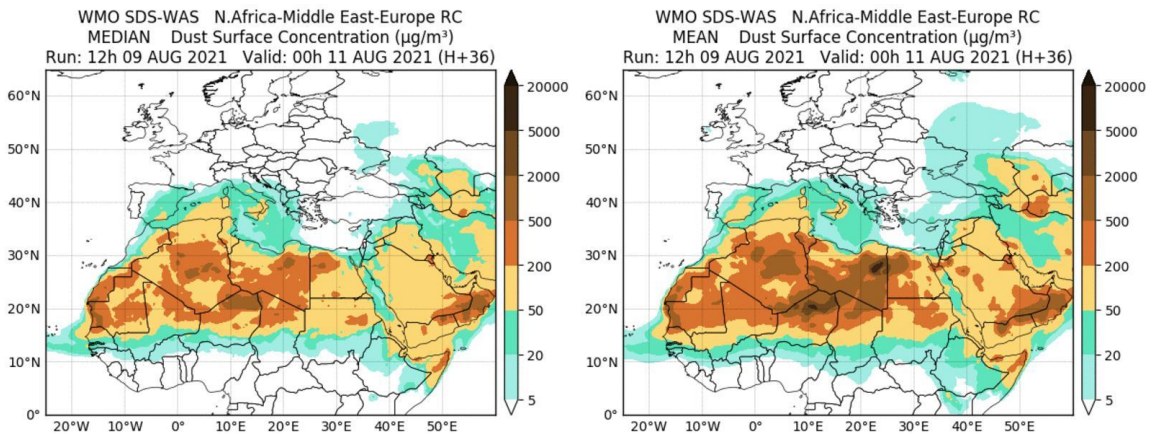 WMO SDS-WAS N.Africa-Middle East-Europe RC
MEDIAN Dust Surface Concentration (µg/m³)
Run: 12h 09 AUG 2021 Valid: 00h 11 AUG 2021 (H+36)
60°N
50°N
40°N
30°N
20°N
10°N
0°
20°W 10°W 0° 10°E 20°E 30°E 40°E 50°E
20000
5000
2000
500
200
50
20
5
WMO SDS-WAS N.Africa-Middle East-Europe RC
MEAN Dust Surface Concentration (µg/m³)
Run: 12h 09 AUG 2021 Valid: 00h 11 AUG 2021 (H+36)
60°N
50°N
40°N
30°N
20°N
10°N
0°
20°W 10°W 0° 10°E 20°E 30°E 40°E 50°E
20000
5000
2000
500
200
50
20
5